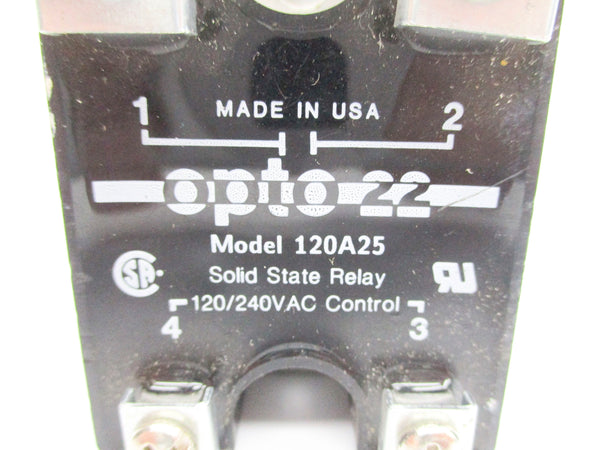 1 MADE IN USA 2
opto 22
Model 120A25
Solid State Relay
120/240VAC Control
4 3